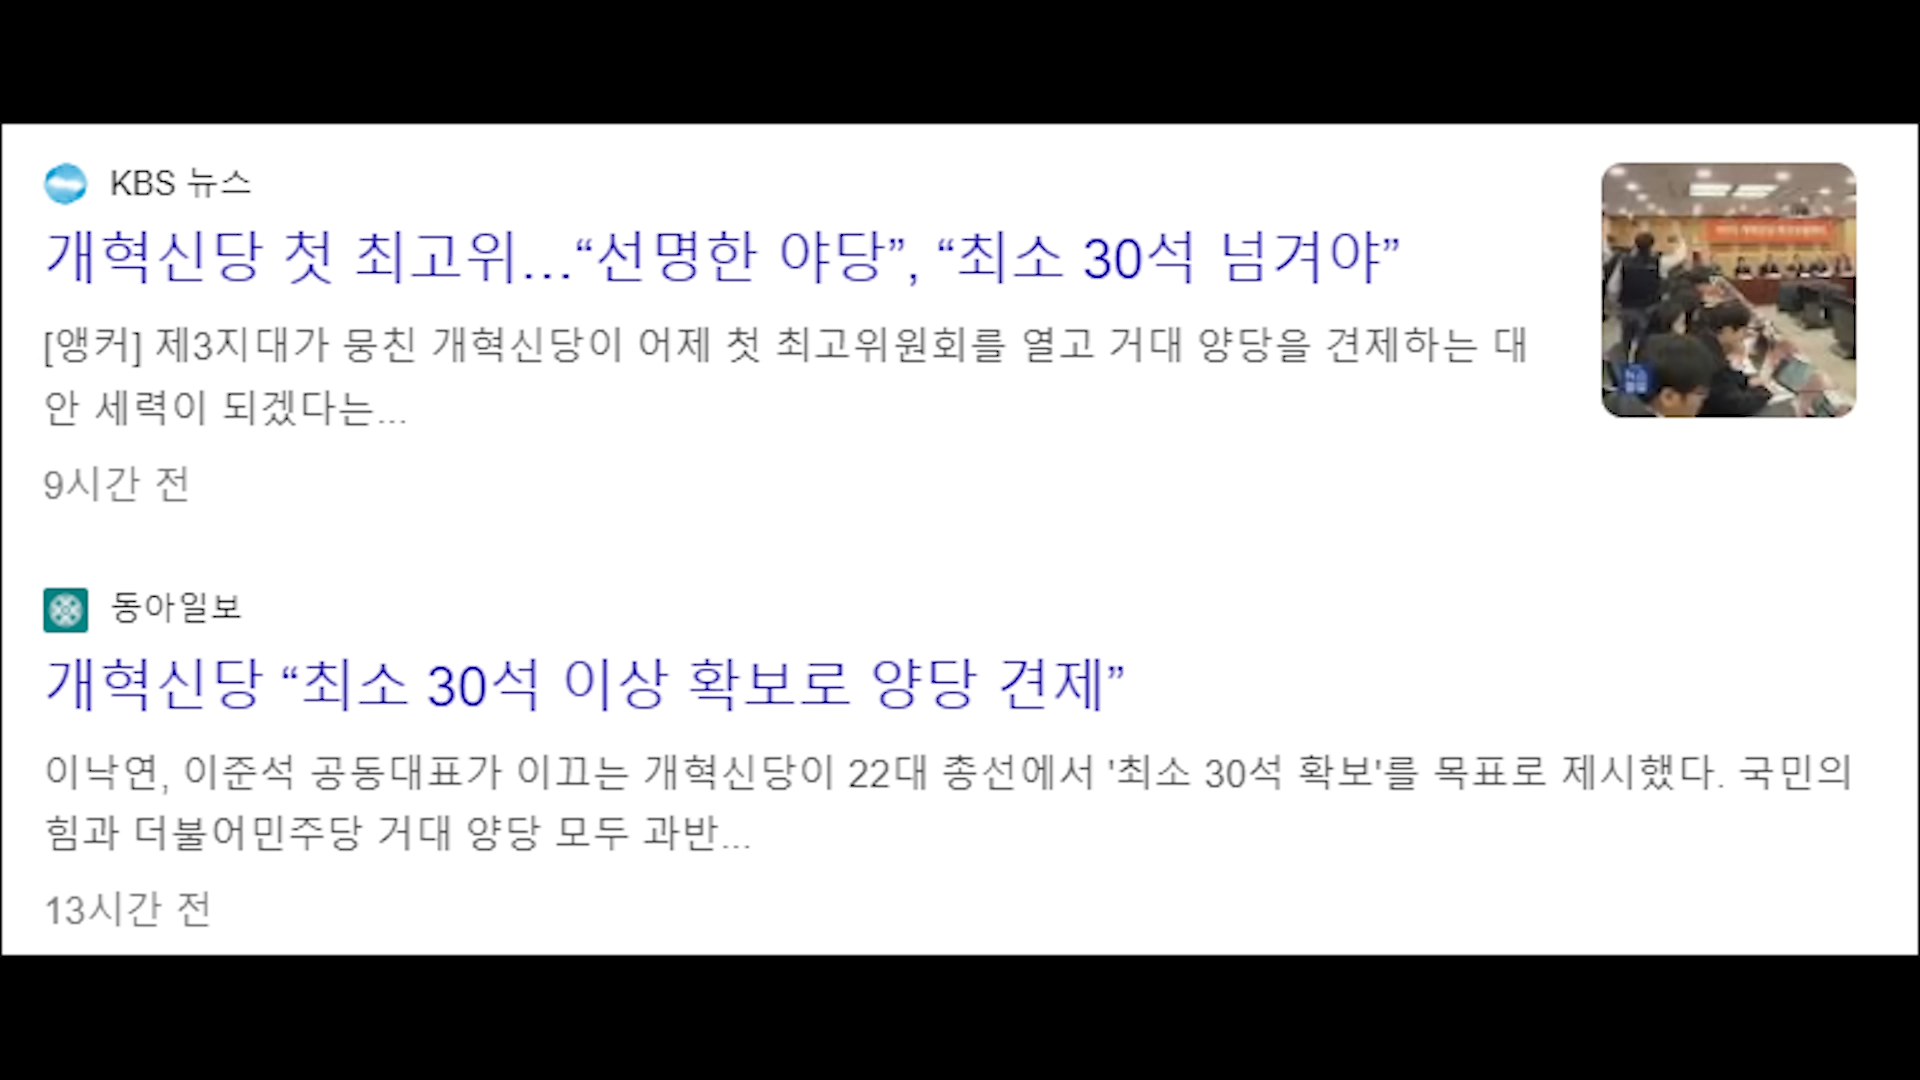 KBS 뉴스
개혁신당 첫 최고위…“선명한 야당”, “최소 30석 넘겨야”
[앵커] 제3지대가 뭉친 개혁신당이 어제 첫 최고위원회를 열고 거대 양당을 견제하는 대
안 세력이 되겠다는...
9시간 전
동아일보
개혁신당 “최소 30석 이상 확보로 양당 견제”
이낙연, 이준석 공동대표가 이끄는 개혁신당이 22대 총선에서 '최소 30석 확보'를 목표로 제시했다. 국민의
힘과 더불어민주당 거대 양당 모두 과반...
13시간 전